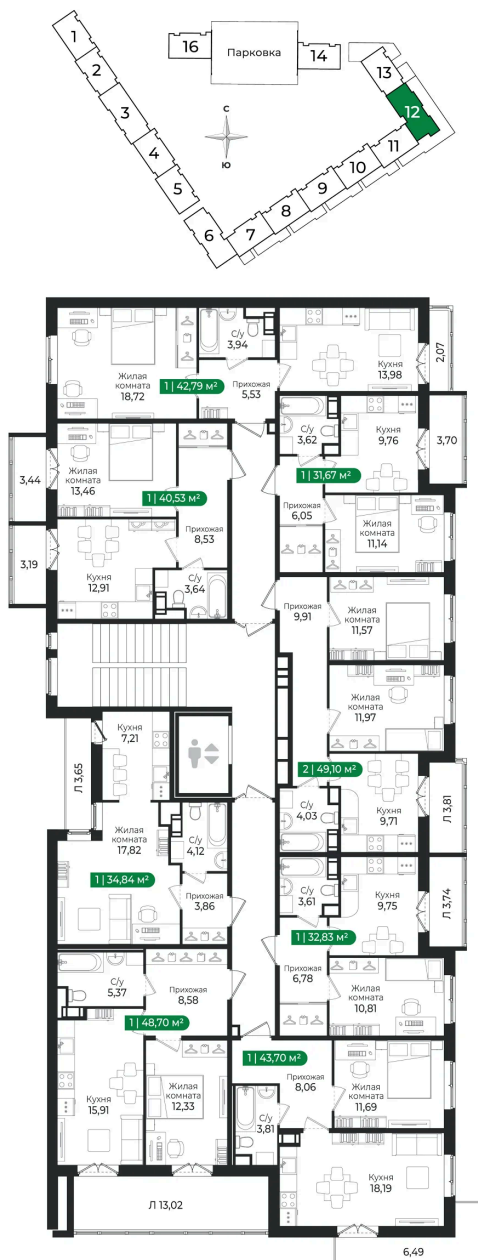 1
2
3
4
5
6
7
8
9
10
11
12
13
14
16
Парковка
С
Ю
Жилая
комната
18,72
1 | 42,79 м²
С/у
3,94
Прихожая
5,53
Кухня
13,98
2,07
С/у
3,62
Кухня
9,76
3,70
1 | 31,67 м²
Прихожая
6,05
Жилая
комната
11,14
3,44
Жилая
комната
13,46
1 | 40,53 м²
Прихожая
8,53
3,19
Кухня
12,91
С/у
3,64
9,91
Жилая
комната
11,57
Жилая
комната
11,97
2 | 49,10 м²
С/у
4,03
Кухня
9,71
Л 3,81
Кухня
7,21
Л 3,65
Жилая
комната
17,82
С/у
4,12
1 | 34,84 м²
Прихожая
3,86
С/у
3,61
Кухня
9,75
Л 3,74
1 | 32,83 м²
Прихожая
6,78
Жилая
комната
10,81
С/у
5,37
Прихожая
8,58
1 | 48,70 м²
Кухня
15,91
Жилая
комната
12,33
1 | 43,70 м²
Прихожая
8,06
Жилая
комната
11,69
С/у
3,81
Кухня
18,19
Л 13,02
6,49